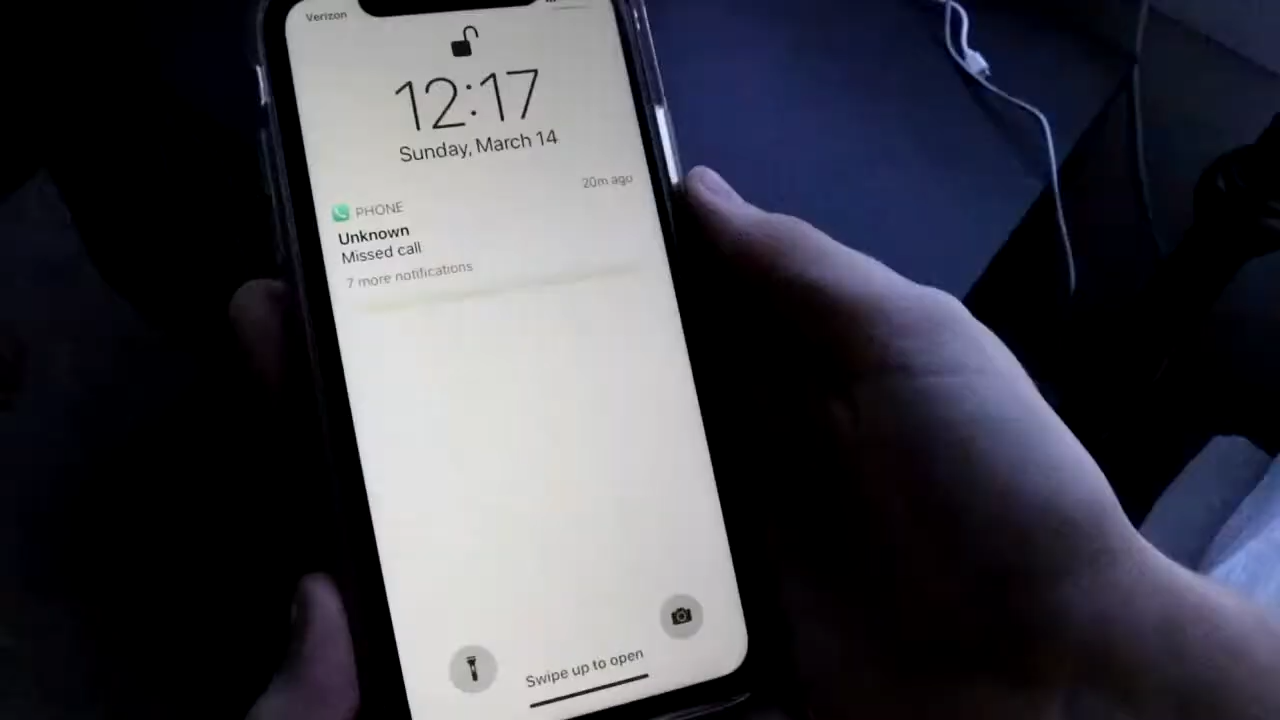 Verizon
12:17
Sunday, March 14
20m ago
PHONE
Unknown
Missed call
7 more notifications
Swipe up to open